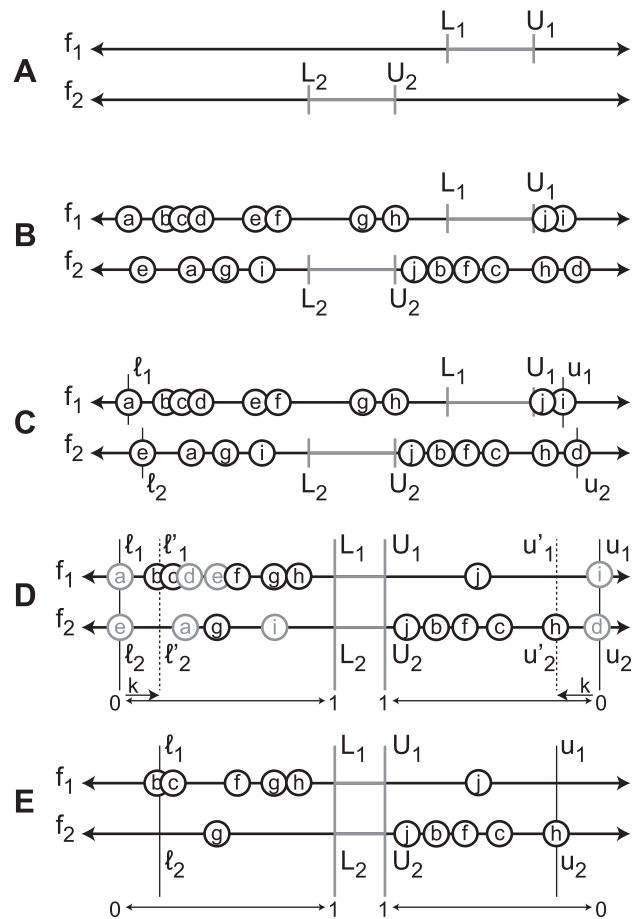 A
f1 L1 U1
f2 L2 U2
B
L1 U1
f1 a b c d e f g h j i
f2 e a g i j b f c h d
L2 U2
C
ℓ1 L1 U1 u1
f1 a b c d e f g h j i
f2 e a g i j b f c h d
ℓ2 L2 U2 u2
D
ℓ1 ℓ'1 L1 U1 u'1 u1
f1 a b c d e f g h j i
f2 e a g i j b f c h d
ℓ2 ℓ'2 L2 U2 u'2 u2
k k
0 1 1 0
E
ℓ1 L1 U1 u1
f1 b c f g h j
f2 g j b f c h
ℓ2 L2 U2 u2
0 1 1 0